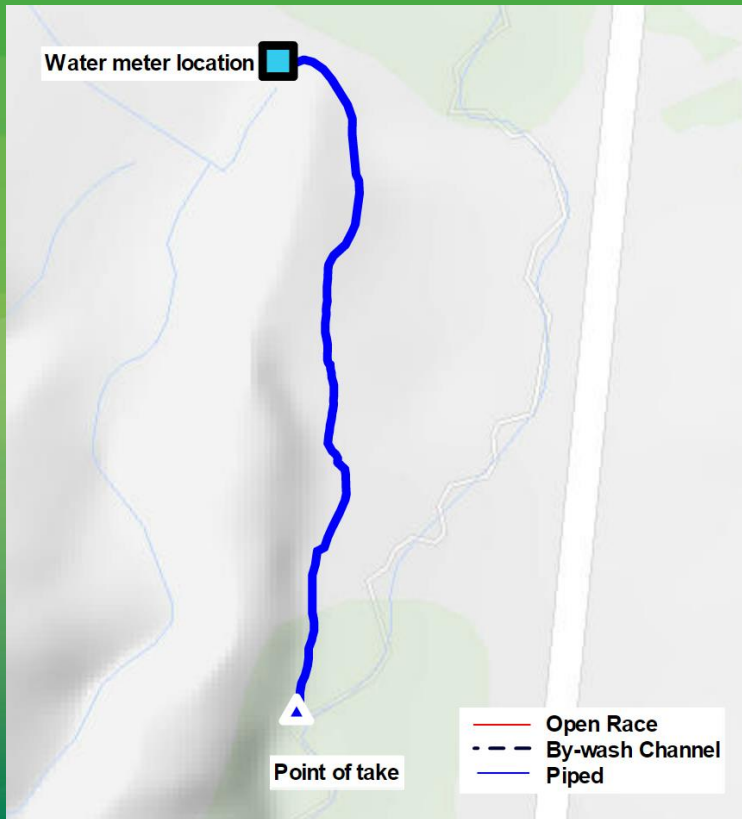 Water meter location
Point of take
Open Race
By-wash Channel
Piped